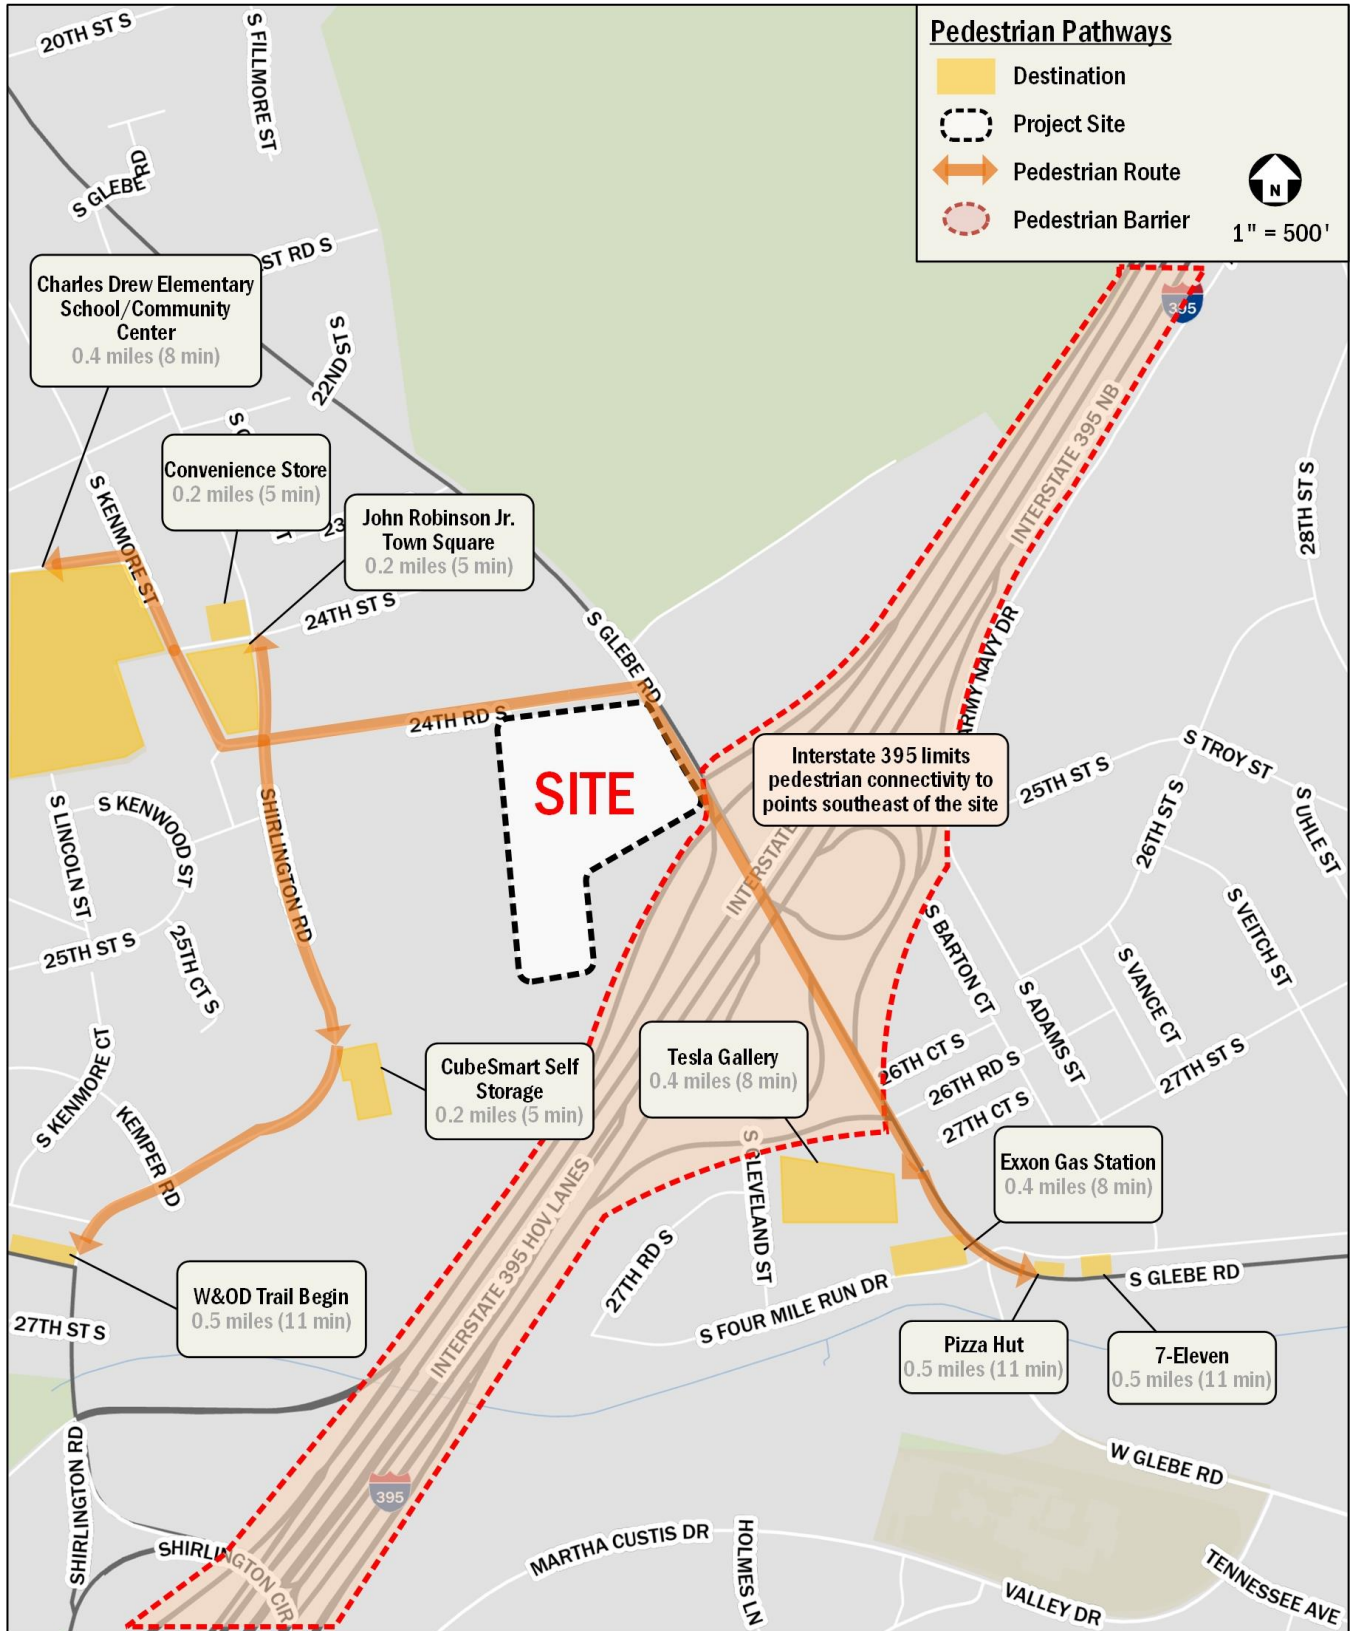 20TH ST S
S FILLMORE ST
Pedestrian Pathways
Destination
Project Site
Pedestrian Route
Pedestrian Barrier
N
1" = 500'
S GLEBE RD
ST RD S
Charles Drew Elementary
School/Community
Center
0.4 miles (8 min)
395
22ND ST S
INTERSTATE 395 NB
Convenience Store
0.2 miles (5 min)
S KENMORE ST
28TH ST S
John Robinson Jr.
Town Square
0.2 miles (5 min)
23
24TH ST S
S GLEBE RD
ARMY NAVY DR
24TH RD S
SITE
Interstate 395 limits
pedestrian connectivity to
points southeast of the site
INTERSTATE
25TH ST S
S TROY ST
26TH ST S
S UHLE ST
S LINCOLN ST
S KENWOOD ST
SHIRLINGTON RD
S VEITCH ST
S BARTON CT
25TH ST S
25TH CT S
S ADAMS ST
S VANCE CT
26TH CT S
26TH RD S
27TH CT S
27TH ST S
S KENMORE CT
KEMPER RD
CubeSmart Self
Storage
0.2 miles (5 min)
Tesla Gallery
0.4 miles (8 min)
S CLEVELAND ST
Exxon Gas Station
0.4 miles (8 min)
INTERSTATE 395 HOV LANES
27TH RD S
S FOUR MILE RUN DR
S GLEBE RD
W&OD Trail Begin
0.5 miles (11 min)
27TH ST S
Pizza Hut
0.5 miles (11 min)
7-Eleven
0.5 miles (11 min)
SHIRLINGTON RD
395
W GLEBE RD
SHIRLINGTON CIR
MARTHA CUSTIS DR
HOLMES LN
VALLEY DR
TENNESSEE AVE